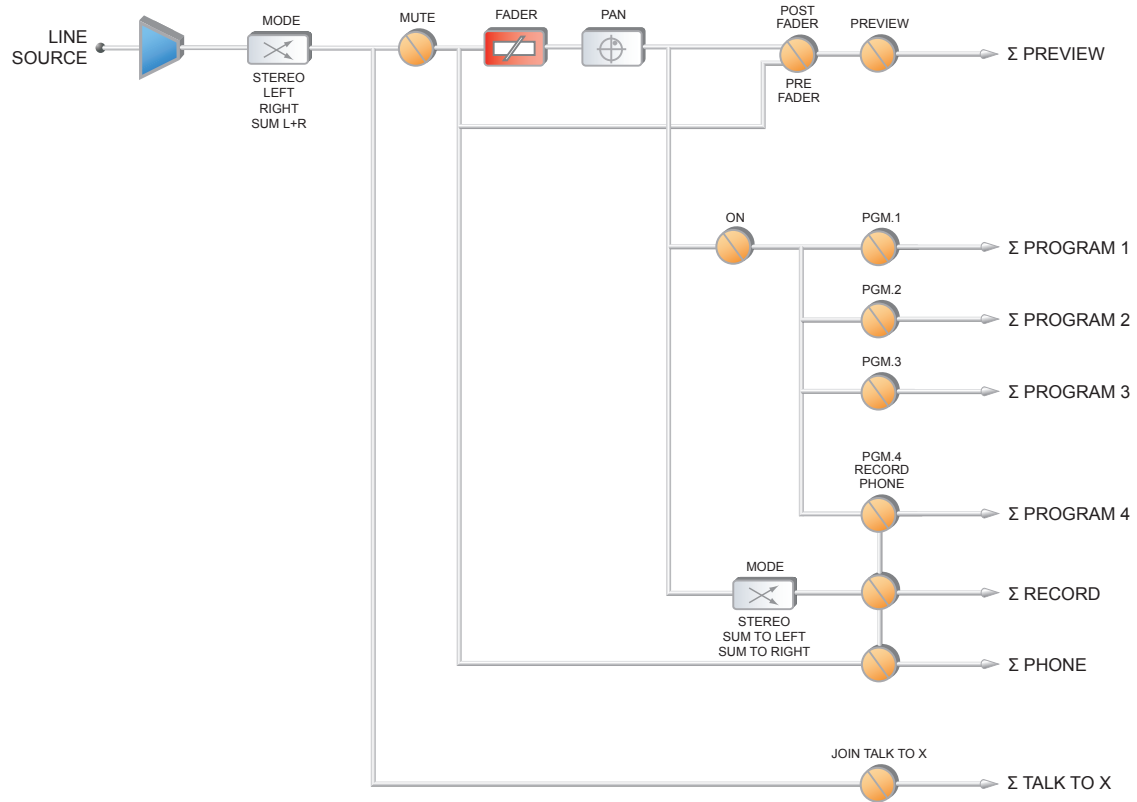 LINE
SOURCE
MODE
STEREO
LEFT
RIGHT
SUM L+R
MUTE
FADER
PAN
POST
FADER
PRE
FADER
PREVIEW
Σ PREVIEW
ON
PGM.1
Σ PROGRAM 1
PGM.2
Σ PROGRAM 2
PGM.3
Σ PROGRAM 3
PGM.4
RECORD
PHONE
Σ PROGRAM 4
MODE
STEREO
SUM TO LEFT
SUM TO RIGHT
Σ RECORD
Σ PHONE
JOIN TALK TO X
Σ TALK TO X